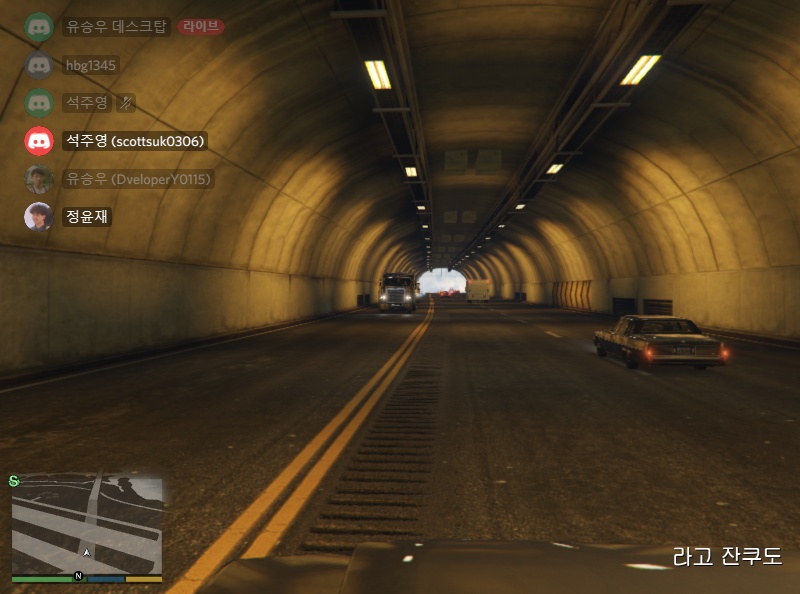 유승우 데스크탑 라이브
hbg1345
석주영
석주영 (scottsuk0306)
유승우 (DveloperY0115)
정윤재
S
N
라고 잔쿠도